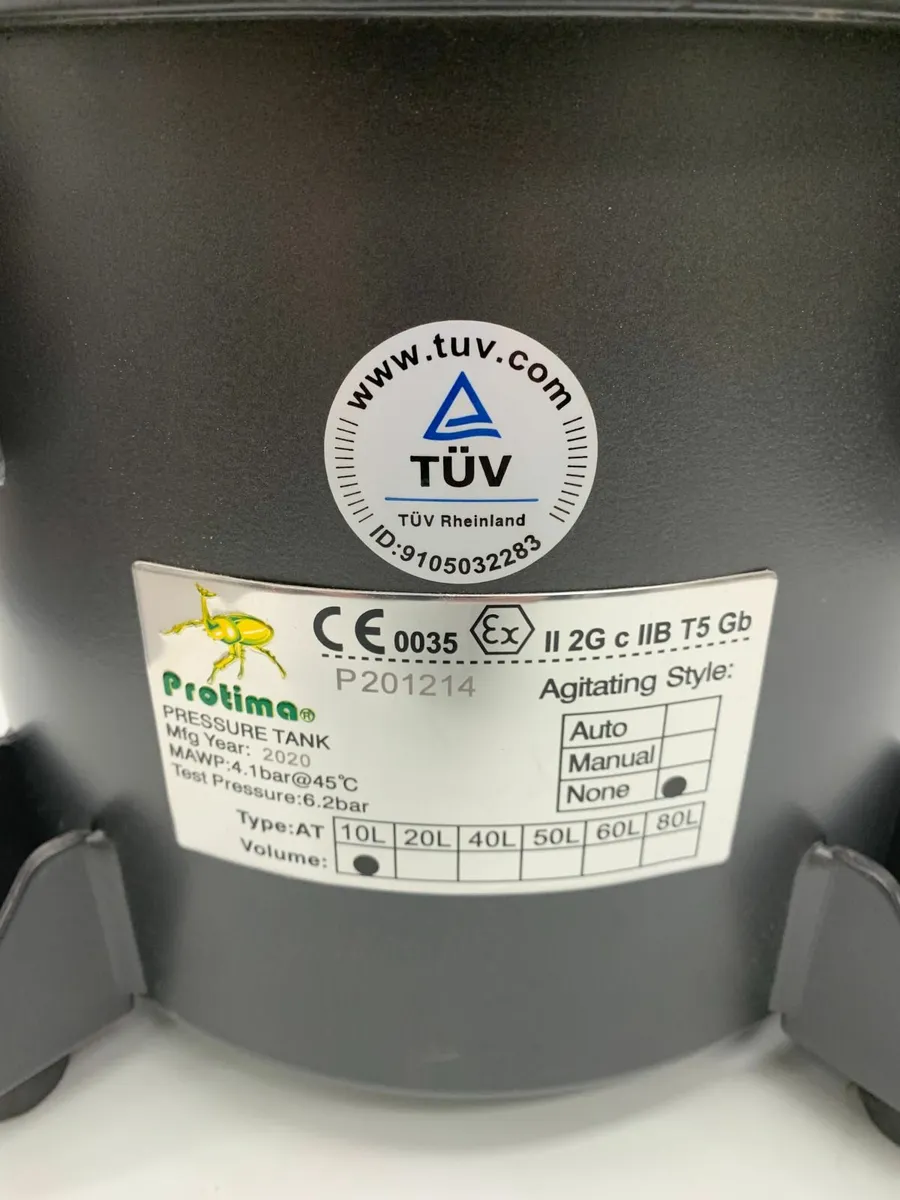 www.tuv.com
TÜV
TÜV Rheinland
ID:9105032283
CE 0035 Ex II 2G c IIB T5 Gb
Protima®
P201214
PRESSURE TANK
Mfg Year: 2020
MAWP:4.1bar@45℃
Test Pressure:6.2bar
Agitating Style:
Auto
Manual
None ●
Type:AT 10L 20L 40L 50L 60L 80L
Volume: ●